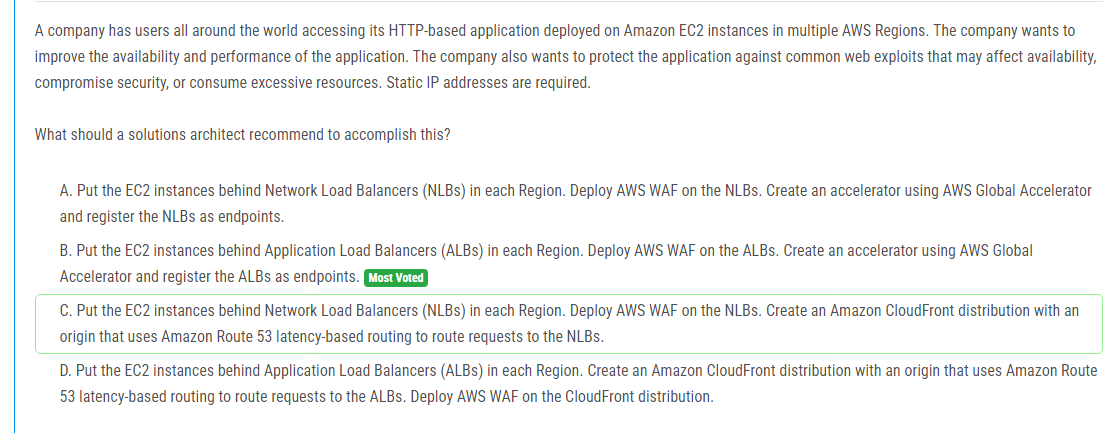 A company has users all around the world accessing its HTTP-based application deployed on Amazon EC2 instances in multiple AWS Regions. The company wants to
improve the availability and performance of the application. The company also wants to protect the application against common web exploits that may affect availability,
compromise security, or consume excessive resources. Static IP addresses are required.
What should a solutions architect recommend to accomplish this?
A. Put the EC2 instances behind Network Load Balancers (NLBs) in each Region. Deploy AWS WAF on the NLBs. Create an accelerator using AWS Global Accelerator
and register the NLBs as endpoints.
B. Put the EC2 instances behind Application Load Balancers (ALBs) in each Region. Deploy AWS WAF on the ALBs. Create an accelerator using AWS Global
Accelerator and register the ALBs as endpoints. Most Voted
C. Put the EC2 instances behind Network Load Balancers (NLBs) in each Region. Deploy AWS WAF on the NLBs. Create an Amazon CloudFront distribution with an
origin that uses Amazon Route 53 latency-based routing to route requests to the NLBs.
D. Put the EC2 instances behind Application Load Balancers (ALBs) in each Region. Create an Amazon CloudFront distribution with an origin that uses Amazon Route
53 latency-based routing to route requests to the ALBs. Deploy AWS WAF on the CloudFront distribution.